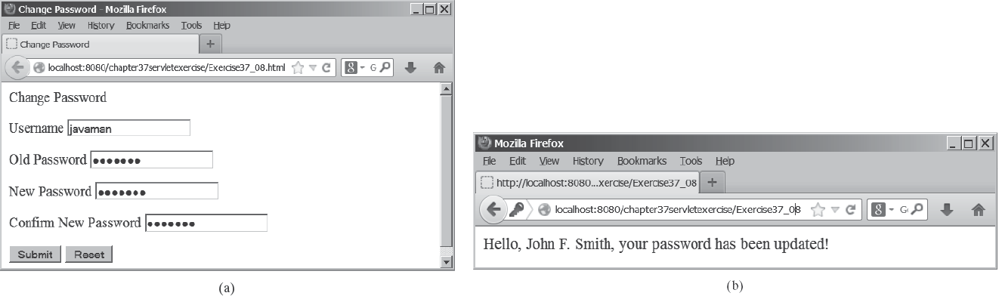 Change Password - Mozilla Firefox
File Edit View History Bookmarks Tools Help
Change Password +
localhost:8080/chapter37servletexercise/Exercise37_08.html 8 G
Change Password
Username javaman
Old Password •••••••
New Password •••••••
Confirm New Password •••••••
Submit Reset
(a)
Mozilla Firefox
File Edit View History Bookmarks Tools Help
http://localhost:8080...xercise/Exercise37_08 +
localhost:8080/chapter37servletexercise/Exercise37_08 8 G
Hello, John F. Smith, your password has been updated!
(b)